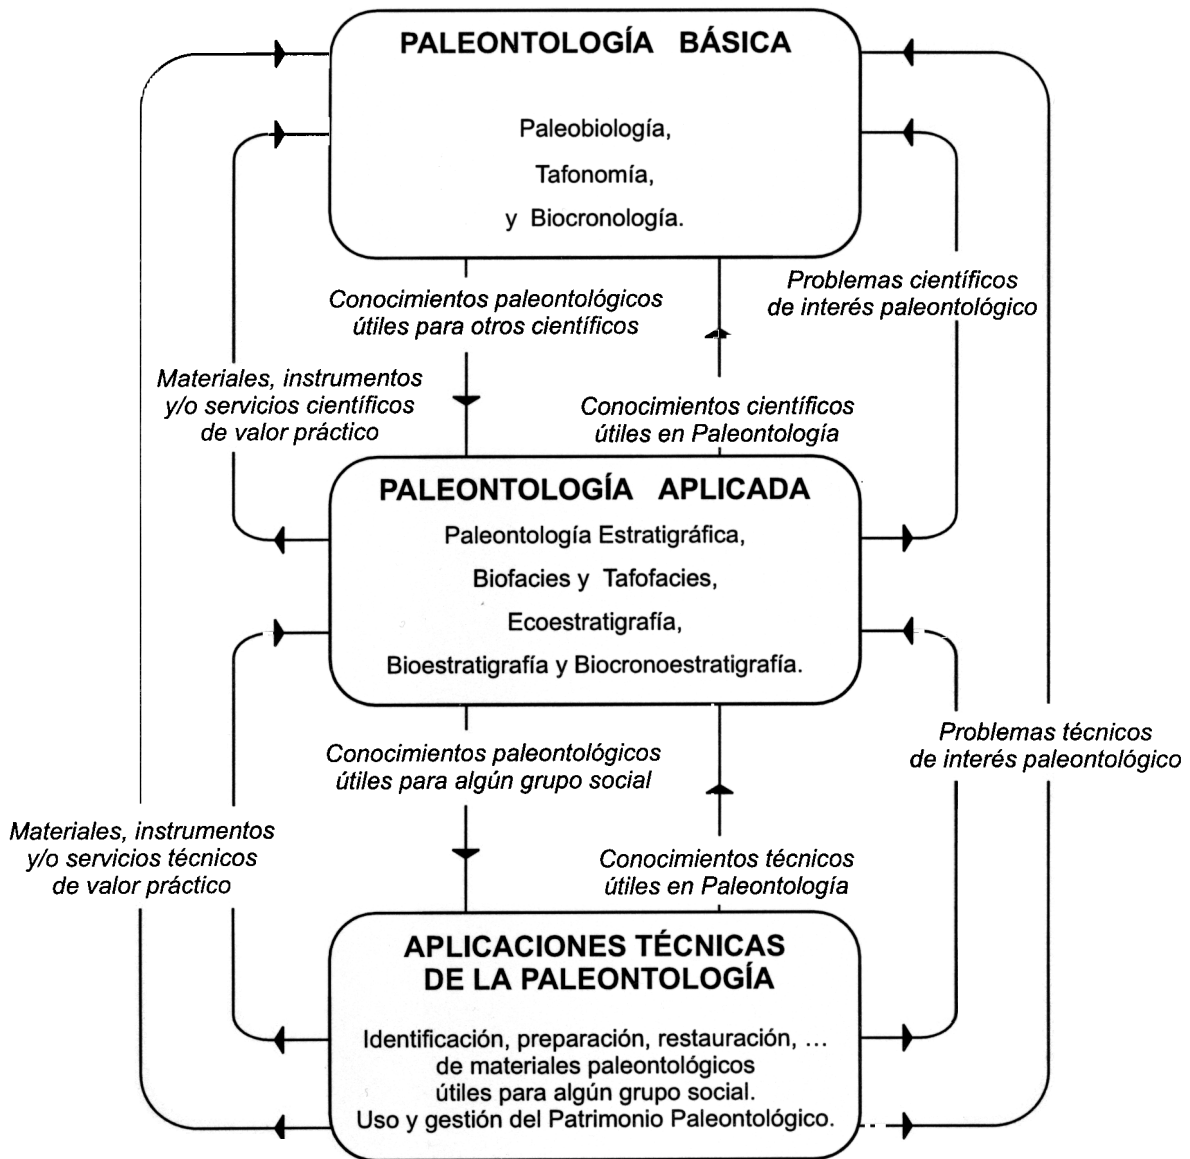 PALEONTOLOGÍA BÁSICA
Paleobiología,
Tafonomía,
y Biocronología.
Conocimientos paleontológicos
útiles para otros científicos
Problemas científicos
de interés paleontológico
Materiales, instrumentos
y/o servicios científicos
de valor práctico
Conocimientos científicos
útiles en Paleontología
PALEONTOLOGÍA APLICADA
Paleontología Estratigráfica,
Biofacies y Tafofacies,
Ecoestratigrafía,
Bioestratigrafía y Biocronoestratigrafía.
Conocimientos paleontológicos
útiles para algún grupo social
Problemas técnicos
de interés paleontológico
Materiales, instrumentos
y/o servicios técnicos
de valor práctico
Conocimientos técnicos
útiles en Paleontología
APLICACIONES TÉCNICAS
DE LA PALEONTOLOGÍA
Identificación, preparación, restauración, ...
de materiales paleontológicos
útiles para algún grupo social.
Uso y gestión del Patrimonio Paleontológico.